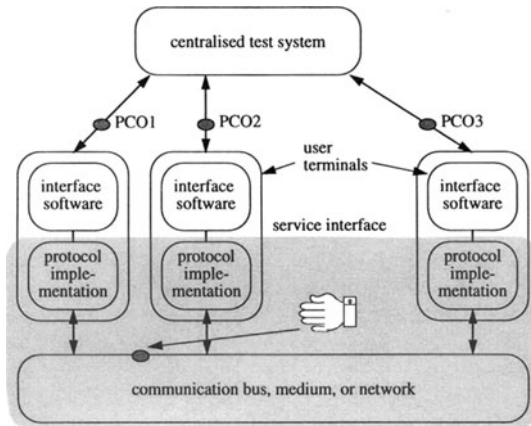 centralised test system
PCO1
PCO2
PCO3
user
terminals
interface
software
interface
software
interface
software
service interface
protocol
imple-
mentation
protocol
imple-
mentation
protocol
imple-
mentation
communication bus, medium, or network